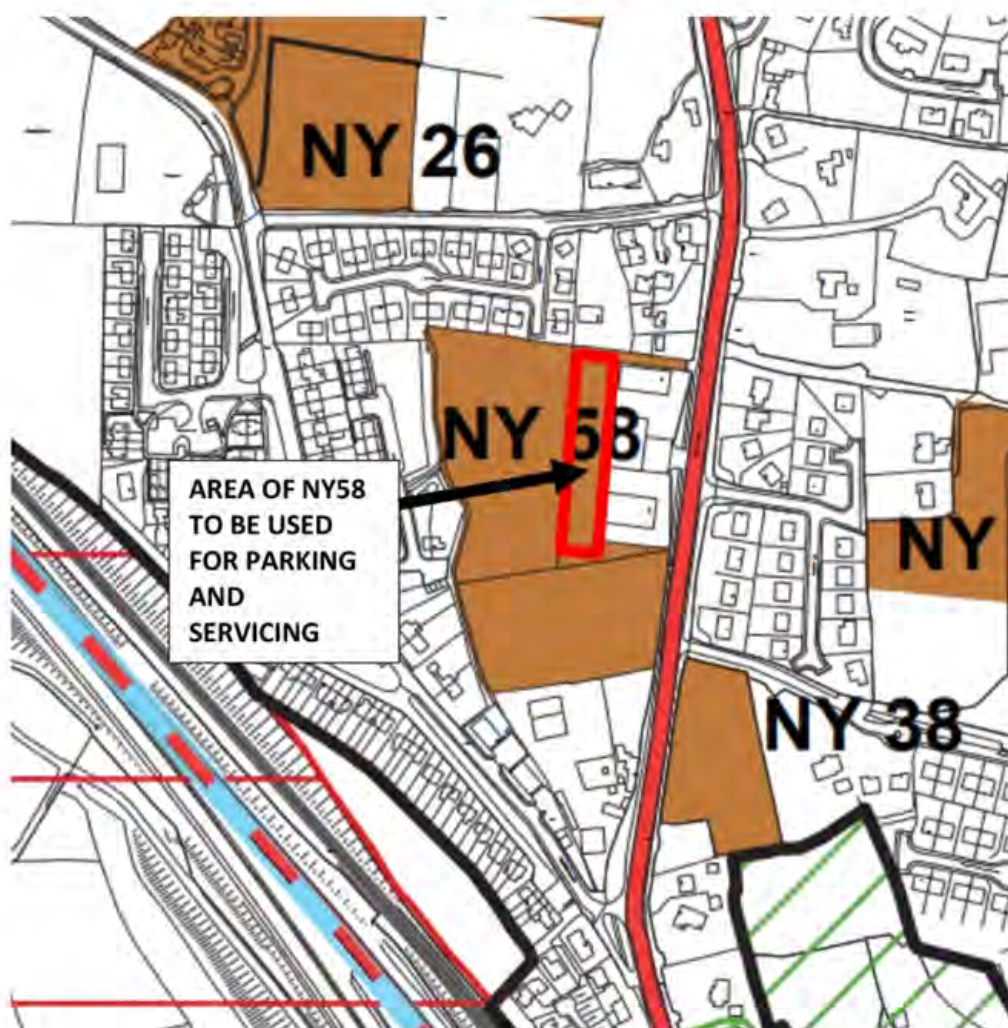 NY 26
NY 58
AREA OF NY58
TO BE USED
FOR PARKING
AND
SERVICING
NY
NY 38